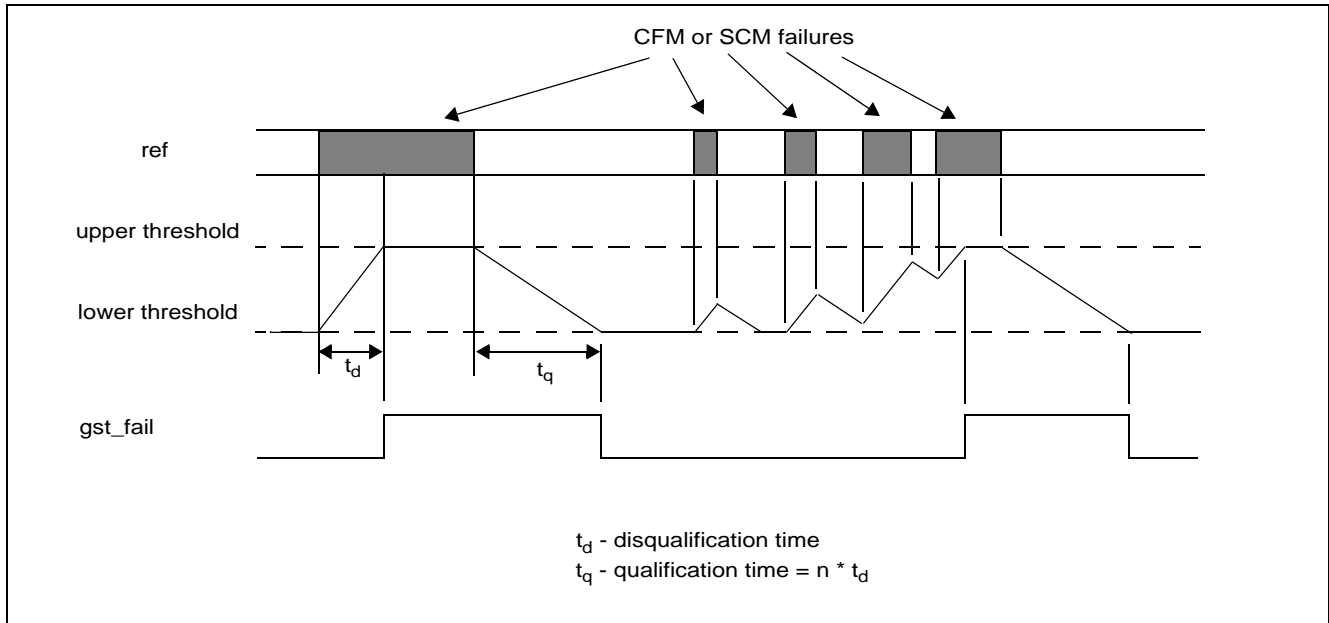 CFM or SCM failures
ref
upper threshold
lower threshold
td
tq
gst_fail
td - disqualification time
tq - qualification time = n * td